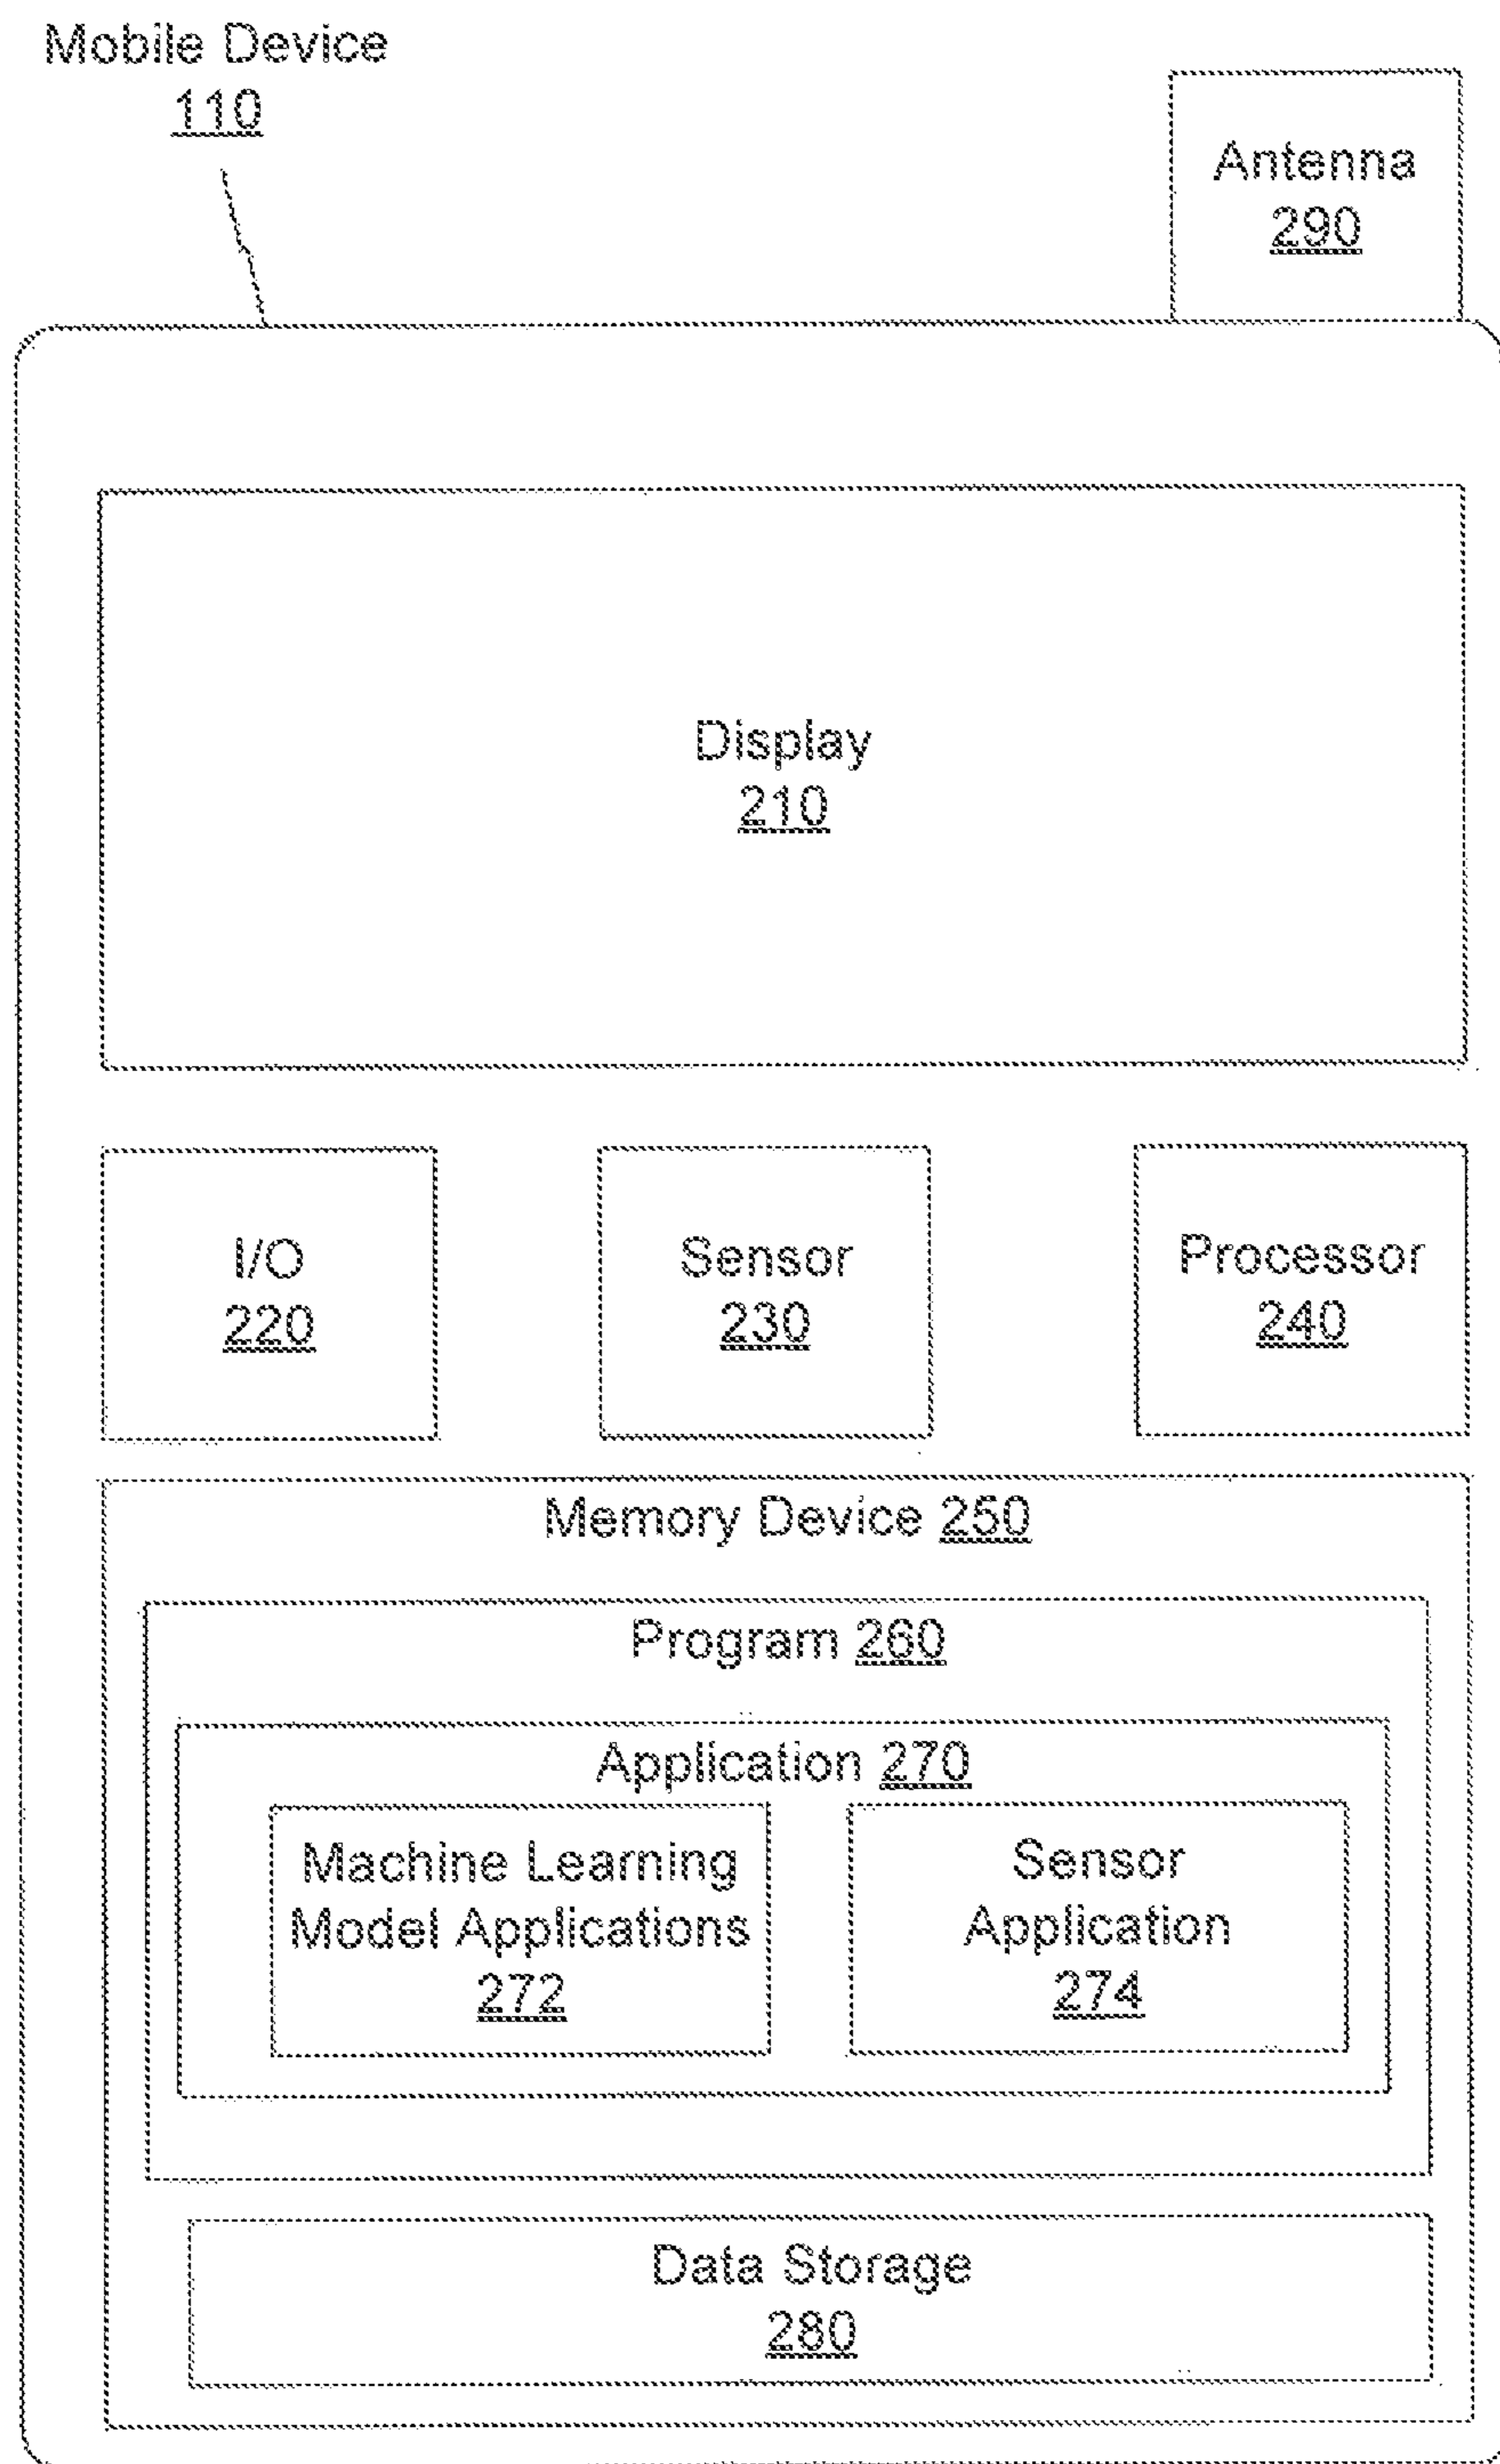 Mobile Device
110
Antenna
290
Display
210
I/O
220
Sensor
230
Processor
240
Memory Device 250
Program 260
Application 270
Machine Learning
Model Applications
272
Sensor
Application
274
Data Storage
280